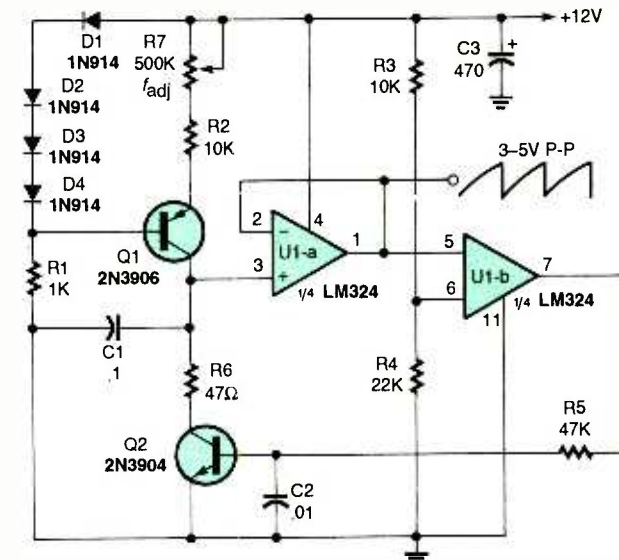 +12V
D1
1N914
R7
500K
fadj
R3
10K
C3
470
+
D2
1N914
D3
1N914
D4
1N914
R2
10K
3–5V P-P
2
−
4
U1-a
1
3
+
1/4 LM324
5
U1-b
7
6
11
1/4 LM324
Q1
2N3906
R1
1K
C1
.1
R6
47Ω
R4
22K
Q2
2N3904
R5
47K
C2
.01